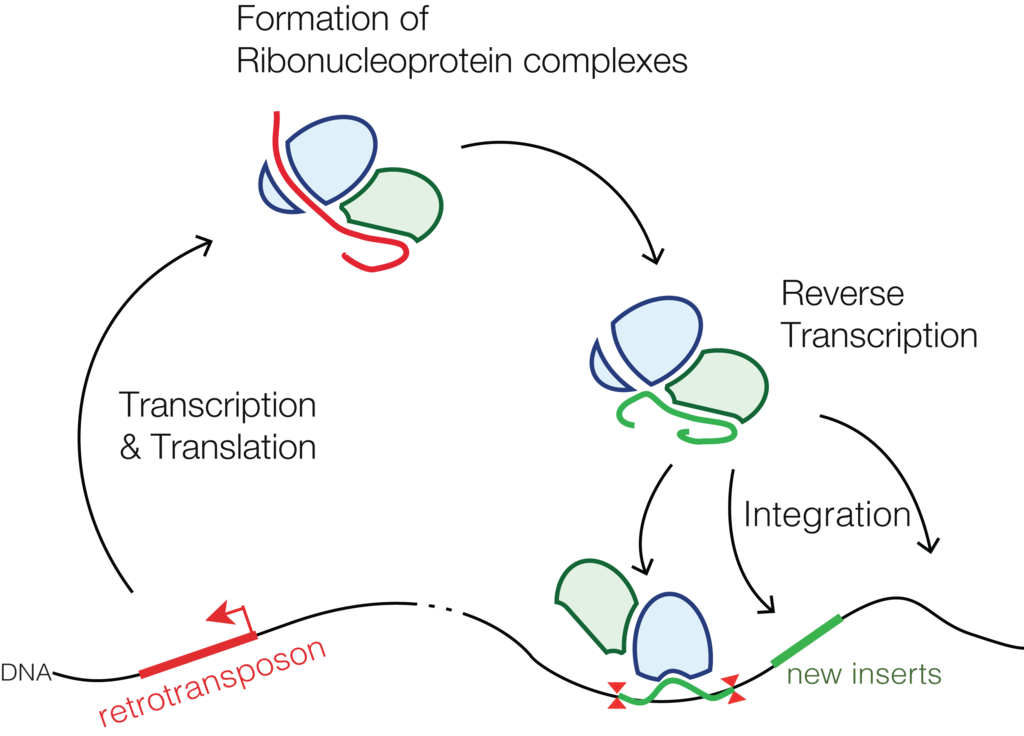 Formation of
Ribonucleoprotein complexes
Reverse
Transcription
Transcription
& Translation
Integration
DNA
retrotransposon
new inserts